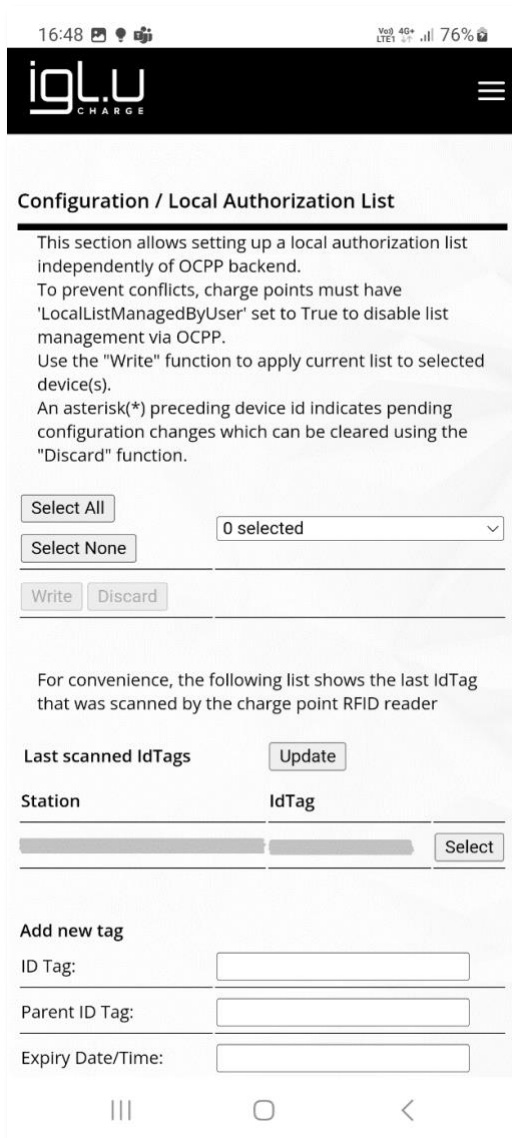 16:48
Vo) 4G+ 76%
LTE1
igL.U
CHARGE
Configuration / Local Authorization List
This section allows setting up a local authorization list
independently of OCPP backend.
To prevent conflicts, charge points must have
'LocalListManagedByUser' set to True to disable list
management via OCPP.
Use the "Write" function to apply current list to selected
device(s).
An asterisk(*) preceding device id indicates pending
configuration changes which can be cleared using the
"Discard" function.
Select All
0 selected
Select None
Write Discard
For convenience, the following list shows the last IdTag
that was scanned by the charge point RFID reader
Last scanned IdTags Update
Station IdTag
Select
Add new tag
ID Tag:
Parent ID Tag:
Expiry Date/Time: